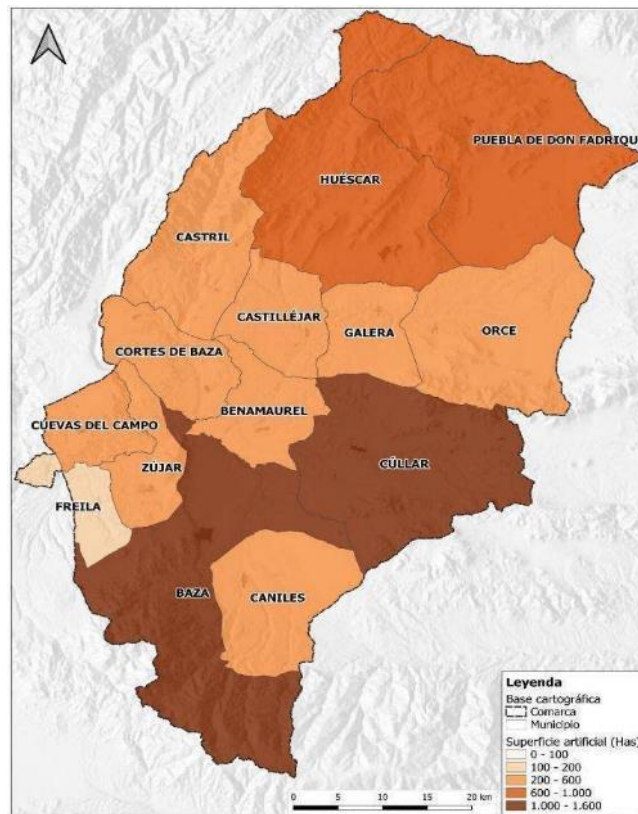 PUEBLA DE DON FADRIQU
HUÉSCAR
CASTRIL
CASTILLÉJAR
GALERA
ORCE
CORTES DE BAZA
BENAMAUREL
CUEVAS DEL CAMPO
CÚLLAR
ZÚJAR
FREILA
BAZA
CANILES
Leyenda
Base cartográfica
Comarca
Municipio
Superficie artificial (Has)
0 - 100
100 - 200
200 - 600
600 - 1.000
1.000 - 1.600
0 5 10 15 20 km